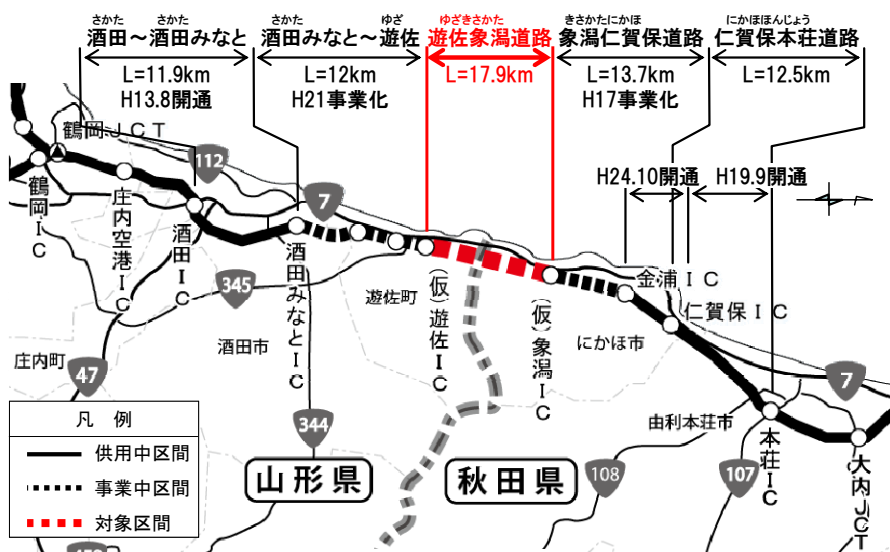 さかた さかた
酒田～酒田みなと
L=11.9km
H13.8開通
さかた ゆざ
酒田みなと～遊佐
L=12km
H21事業化
ゆざきさかた
遊佐象潟道路
L=17.9km
きさかたにかほ
象潟仁賀保道路
L=13.7km
H17事業化
にかほほんじょう
仁賀保本荘道路
L=12.5km
H24.10開通
H19.9開通
鶴岡JCT
112
7
鶴岡IC
庄内空港IC
酒田IC
345
酒田みなとIC
遊佐町
(仮)遊佐IC
(仮)象潟IC
金浦IC
仁賀保IC
にかほ市
庄内町
酒田市
47
7
344
由利本荘市
本荘IC
大内JCT
108
107
山形県
秋田県
凡 例
供用中区間
事業中区間
対象区間